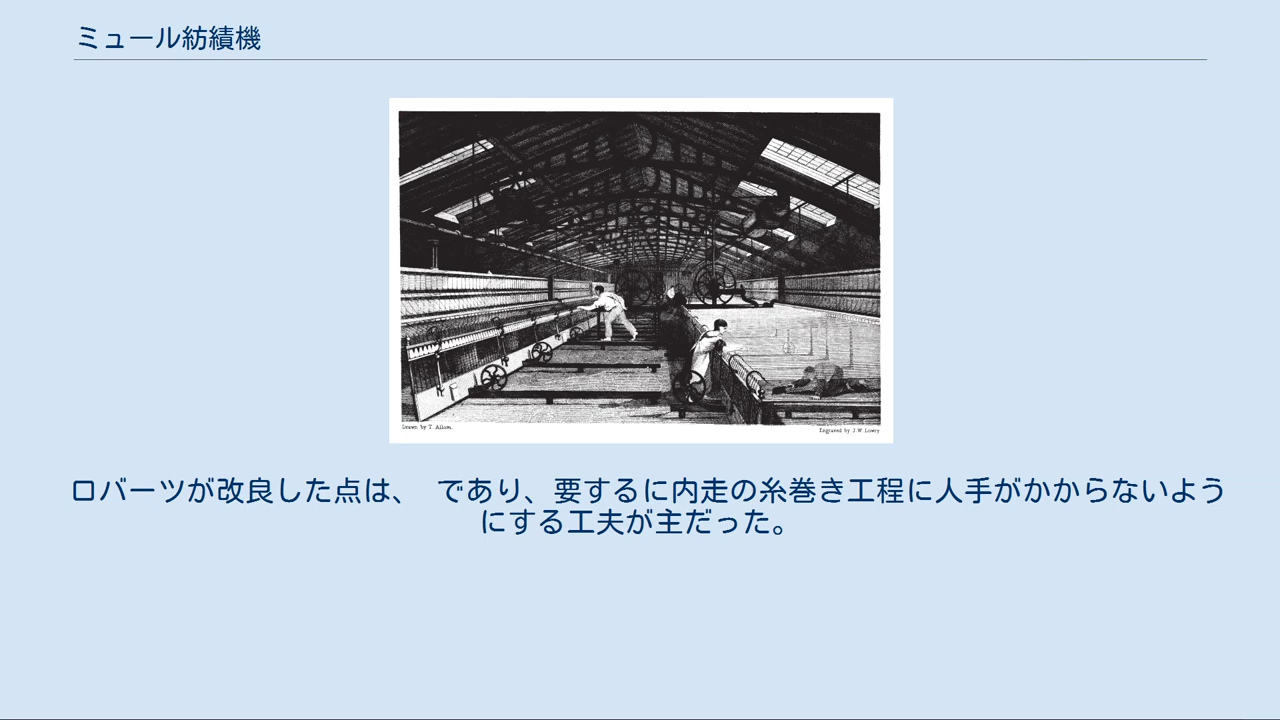 ミュール紡績機
Drawn by T. Allom.
Engraved by J.W. Lowry
ロバーツが改良した点は、　であり、要するに内走の糸巻き工程に人手がかからないよう
にする工夫が主だった。